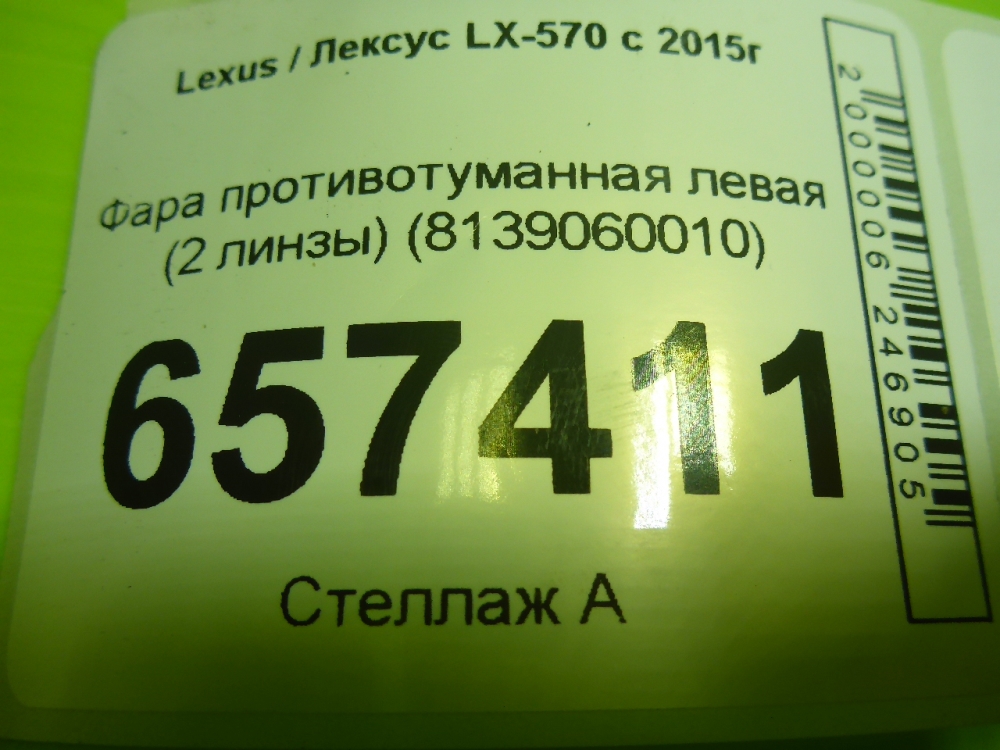 Lexus / Лексус LX-570 с 2015г
Фара противотуманная левая
(2 линзы) (8139060010)
657411
Стеллаж А
2000006246905